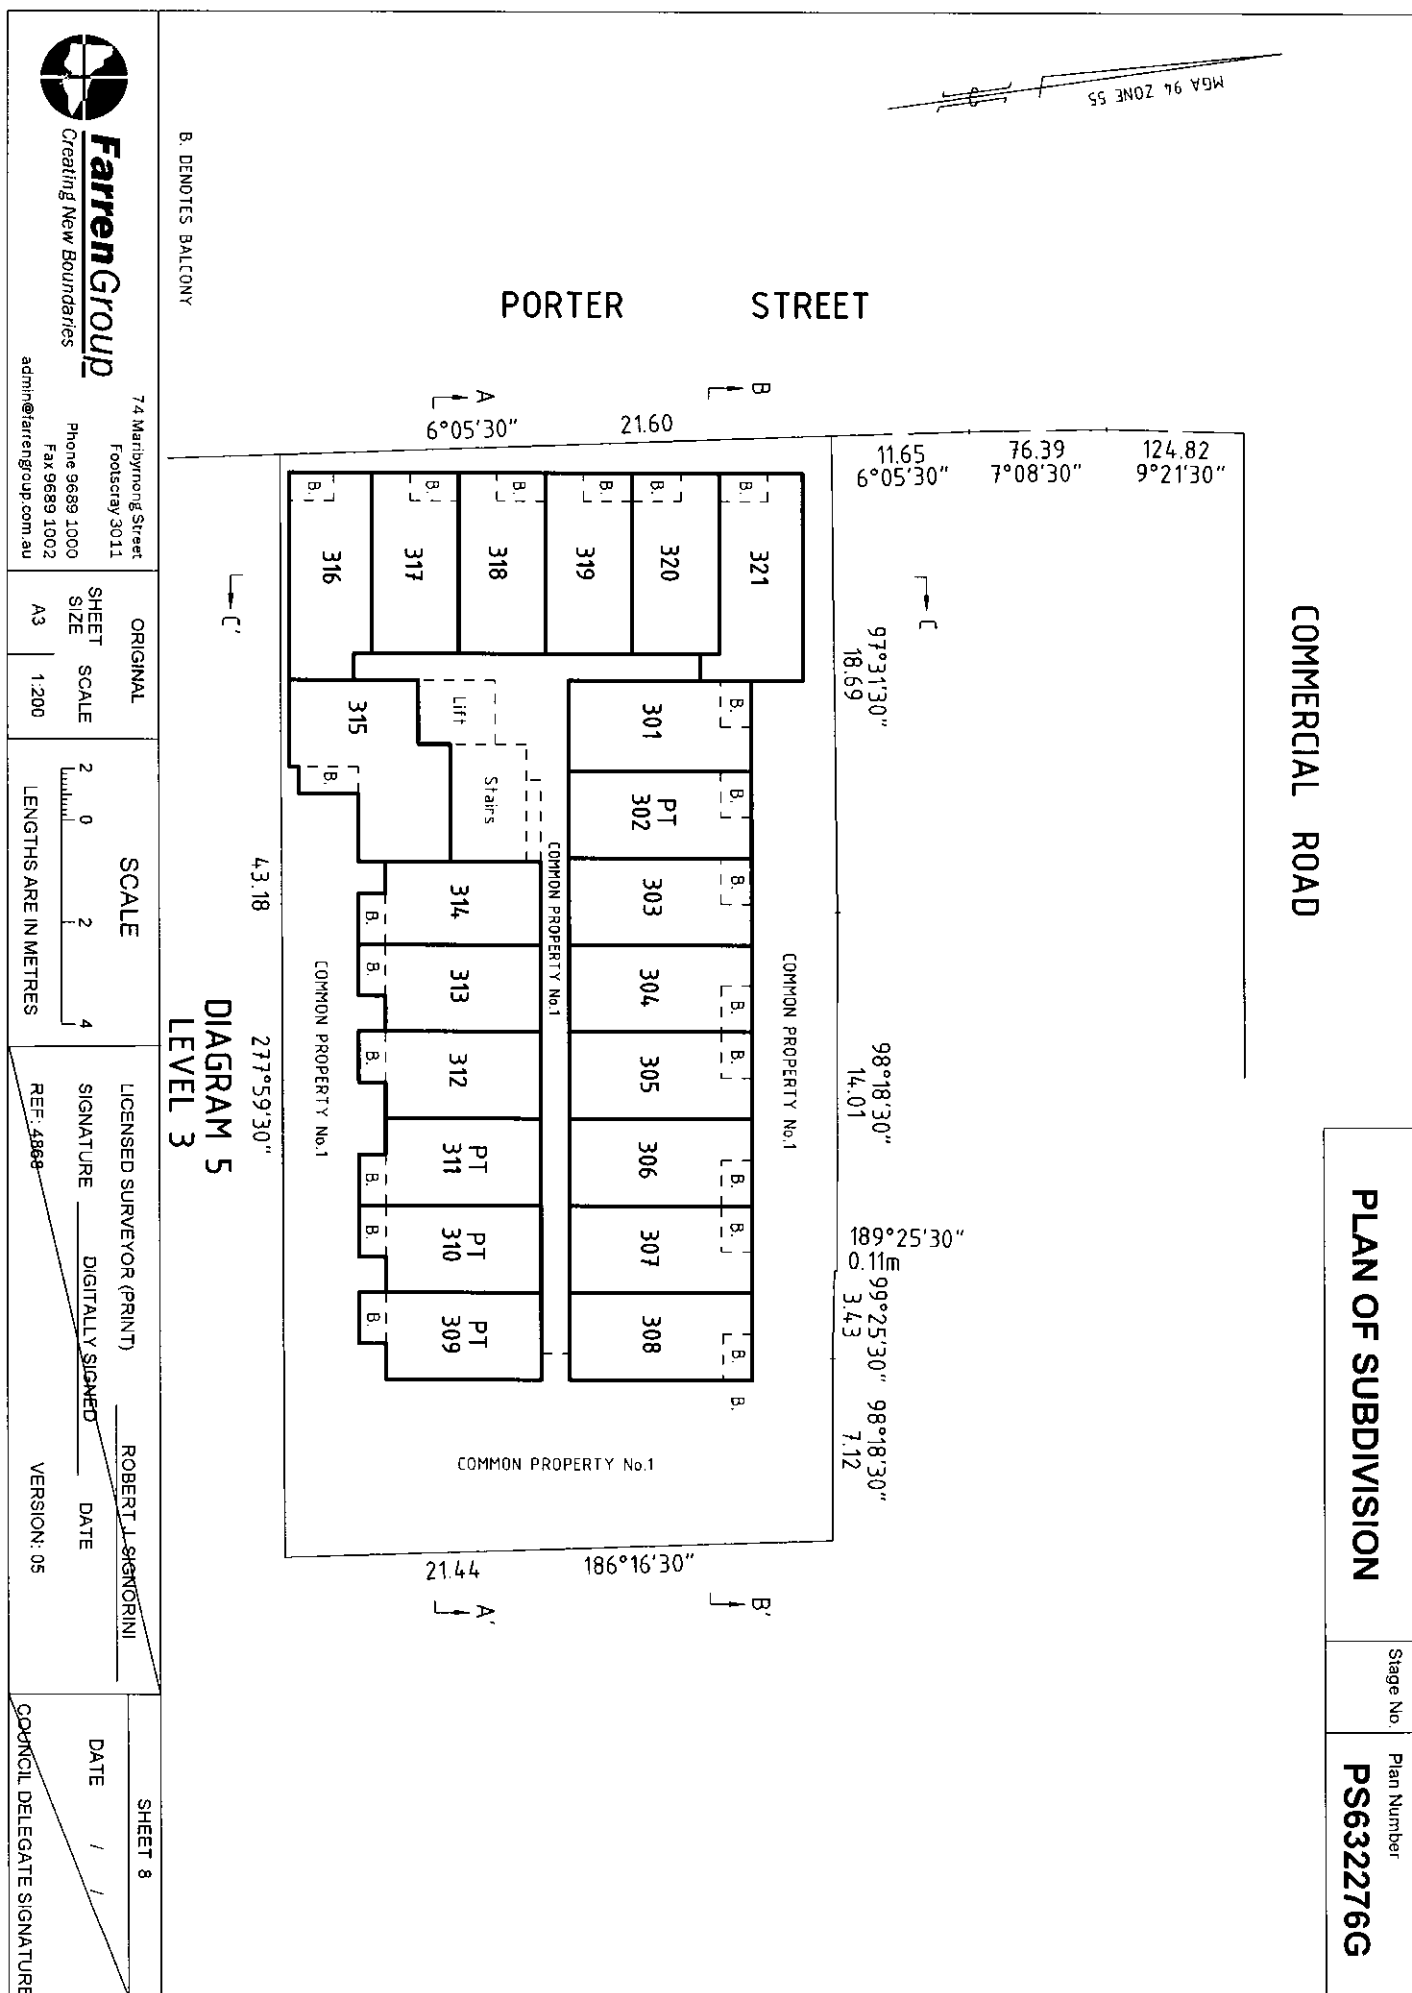 PLAN OF SUBDIVISION
Stage No.
Plan Number
PS632276G
MGA 94 ZONE 55
COMMERCIAL ROAD
PORTER STREET
124.82
9°21'30"
76.39
7°08'30"
11.65
6°05'30"
21.60
6°05'30"
A
B
C
C'
A'
B'
97°31'30"
18.69
98°18'30"
14.01
189°25'30"
0.11m
99°25'30"
3.43
98°18'30"
7.12
186°16'30"
21.44
43.18
277°59'30"
321
B.
320
B.
319
B.
318
B.
317
B.
316
B.
315
B.
Lift
Stairs
301
B.
PT
302
B.
303
B.
304
B.
305
B.
306
B.
307
B.
308
B.
B.
314
B.
313
B.
312
B.
PT
311
B.
PT
310
B.
PT
309
B.
COMMON PROPERTY No.1
COMMON PROPERTY No.1
COMMON PROPERTY No.1
COMMON PROPERTY No.1
DIAGRAM 5
LEVEL 3
B. DENOTES BALCONY
FarrenGroup
Creating New Boundaries
74 Maribyrnong Street
Footscray 3011
Phone 9689 1000
Fax 9689 1002
admin@farrengroup.com.au
ORIGINAL
SHEET
SIZE
SCALE
A3
1:200
SCALE
2 0 2 4
LENGTHS ARE IN METRES
LICENSED SURVEYOR (PRINT) ROBERT J. SIGNORINI
SIGNATURE DIGITALLY SIGNED DATE
REF: 4868
VERSION: 05
SHEET 8
DATE / /
COUNCIL DELEGATE SIGNATURE